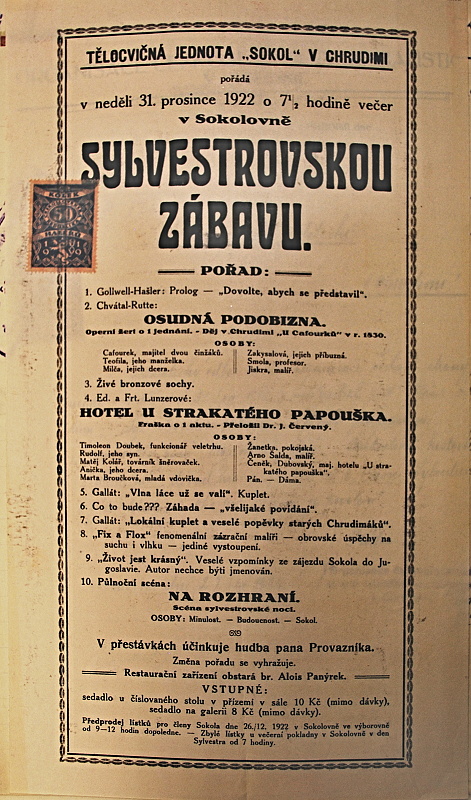 TĚLOCVIČNÁ JEDNOTA „SOKOL“ V CHRUDIMI
pořádá
v neděli 31. prosince 1922 o 7½ hodině večer
v Sokolovně
SYLVESTROVSKOU
ZÁBAVU.
POŘAD:
1. Gollwell-Hašler: Prolog — „Dovolte, abych se představil“.
2. Chvátal-Rutte:
OSUDNÁ PODOBIZNA.
Operní žert o 1 jednání. - Děj v Chrudimi „U Cafourků“ v r. 1830.
OSOBY:
Cafourek, majitel dvou činžáků.
Teofila, jeho manželka.
Milča, jejich dcera.
Zakysalová, jejich příbuzná.
Smola, profesor.
Jiskra, malíř.
3. Živé bronzové sochy.
4. Ed. a Frt. Lunzerové:
HOTEL U STRAKATÉHO PAPOUŠKA.
Fraška o 1 aktu. - Přeložil Dr. J. Červený.
OSOBY:
Timoleon Doubek, funkcionář veletrhu.
Rudolf, jeho syn.
Matěj Kolář, továrník šněrovaček.
Anička, jeho dcera.
Marta Broučková, mladá vdovička.
Žanetka, pokojská.
Arno Šalda, malíř.
Čeněk, Dubovský, maj. hotelu „U stra-
katého papouška“.
Pán. — Dáma.
5. Gallát: „Vlna láce už se valí“. Kuplet.
6. Co to bude??? Záhada — „všelijaké povídání“.
7. Gallát: „Lokální kuplet a veselé popěvky starých Chrudimáků“.
8. „Fix a Flox“ fenomenální zázrační malíři — obrovské úspěchy na
suchu i vlhku — jediné vystoupení.
9. „Život jest krásný“. Veselé vzpomínky ze zájezdu Sokola do Ju-
goslavie. Autor nechce býti jmenován.
10. Půlnoční scéna:
NA ROZHRANÍ.
Scéna sylvestrovské noci.
OSOBY: Minulost. — Budoucnost. — Sokol.
V přestávkách účinkuje hudba pana Provazníka.
Změna pořadu se vyhražuje.
Restaurační zařízení obstará br. Alois Panýrek.
VSTUPNÉ:
sedadlo u číslovaného stolu v přízemí v sále 10 Kč (mimo dávky),
sedadlo na galerii 8 Kč (mimo dávky).
Předprodej lístků pro členy Sokola dne 26./12. 1922 v Sokolovně ve výborovně
od 9—12 hodin dopoledne. — Zbylé lístky u večerní pokladny v Sokolovně v den
Sylvestra od 7 hodiny.
KOLEK
50
HALÉŘŮ